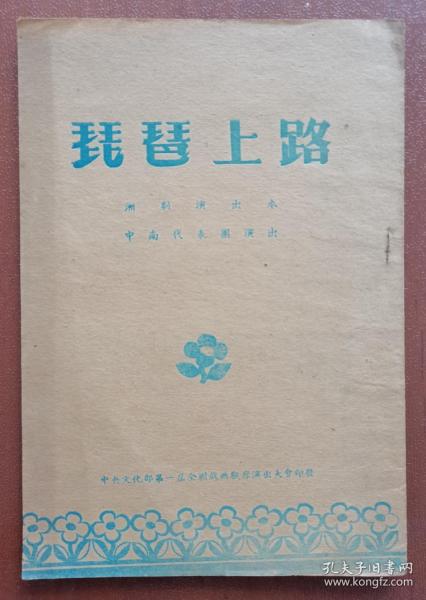 琵琶上路
湘劇演出本
中南代表團演出
中央文化部第一屆全國戲曲觀摩演出大會印發
孔夫子旧书网
www.kongfz.com